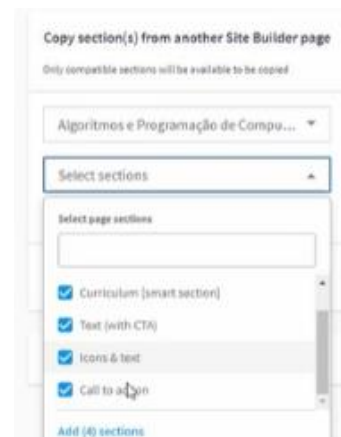 Copy section(s) from another Site Builder page
Only compatible sections will be available to be copied
Algoritmos e Programação de Compu...
Select sections
Select page sections
Curriculum [smart section]
Text (with CTA)
Icons & text
Call to action
Add (4) sections